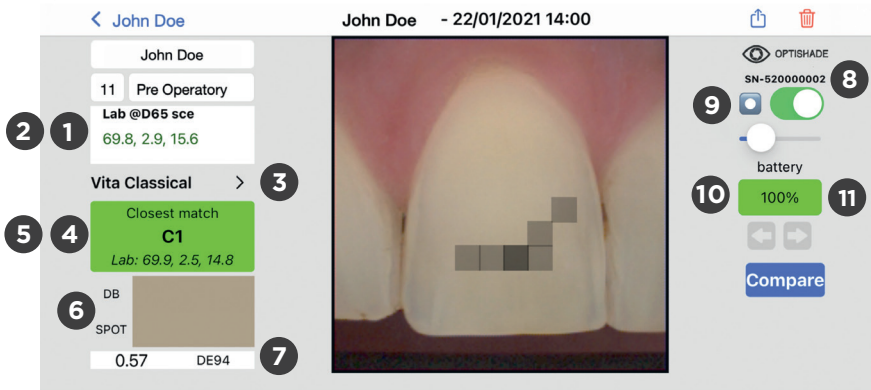 John Doe
John Doe - 22/01/2021 14:00
John Doe
11 Pre Operatory
Lab @D65 sce
69.8, 2.9, 15.6
2 1
Vita Classical >
3
Closest match
C1
Lab: 69.9, 2.5, 14.8
5 4
DB
6
SPOT
0.57 DE94
7
OPTISHADE
SN-520000002
8
9
battery
10
100%
11
Compare